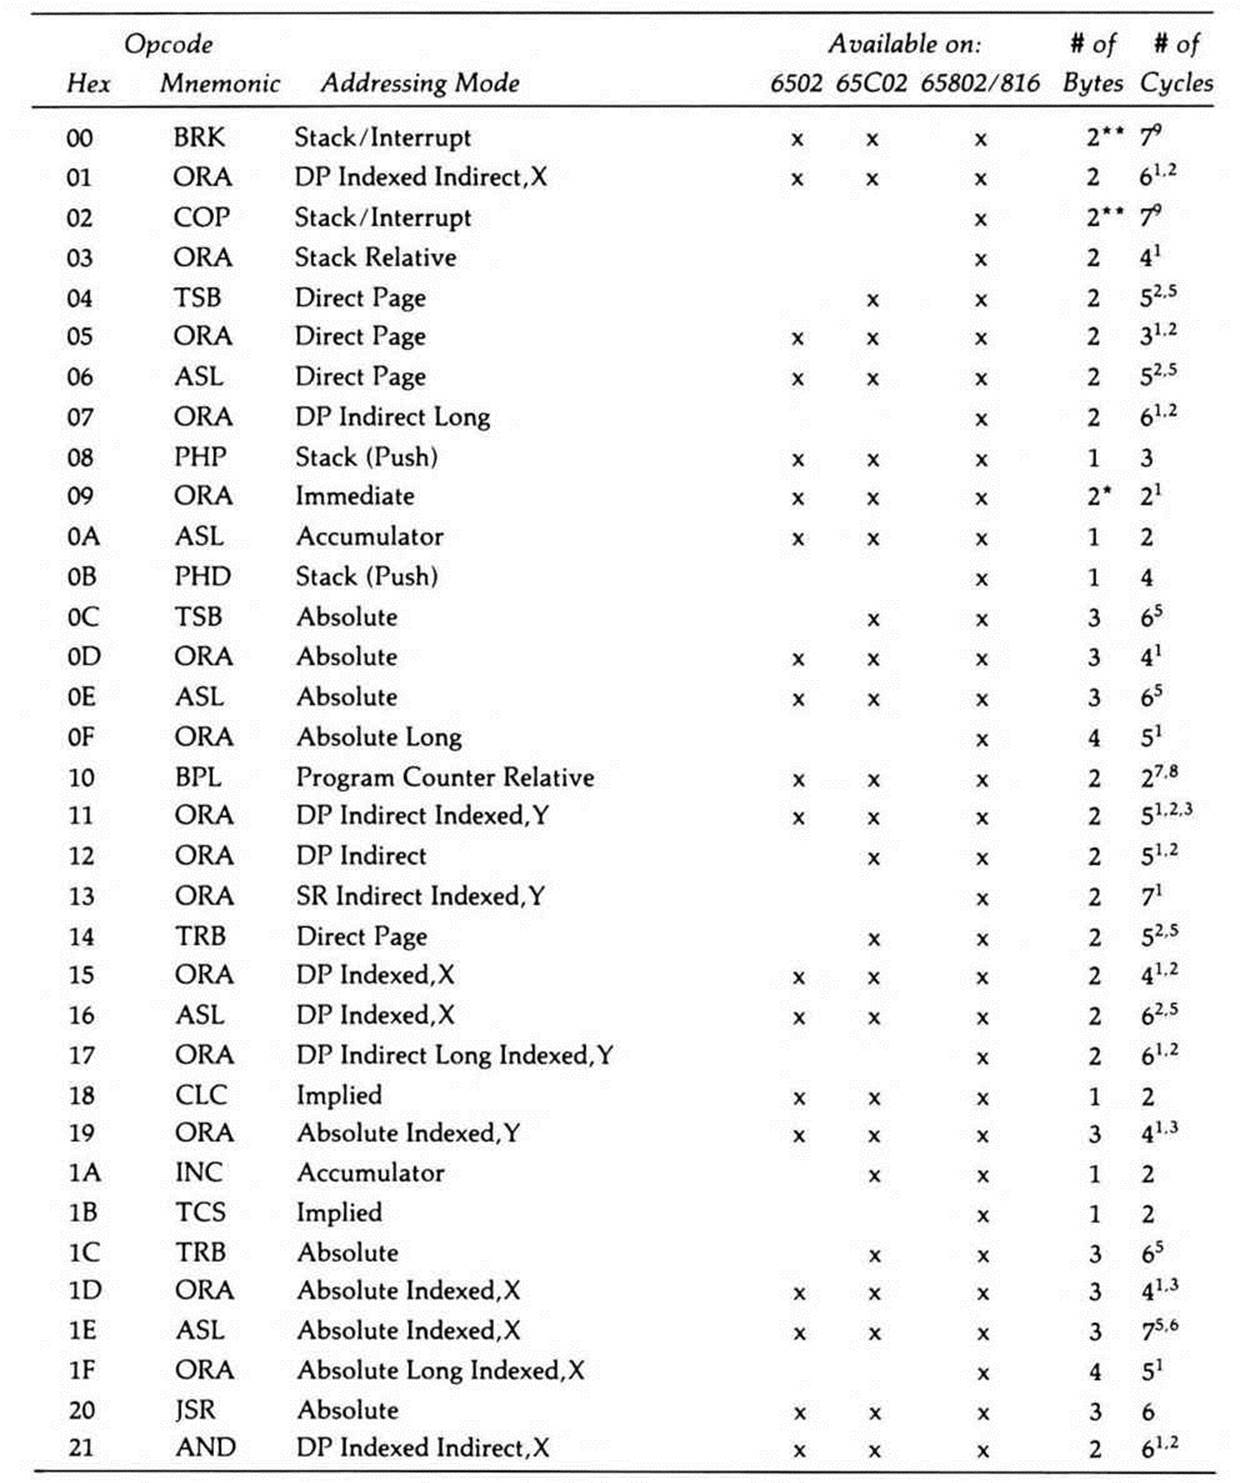 Opcode Available on: # of # of
Hex Mnemonic Addressing Mode 6502 65C02 65802/816 Bytes Cycles
00 BRK Stack/Interrupt x x x 2** 7⁹
01 ORA DP Indexed Indirect,X x x x 2 6¹,²
02 COP Stack/Interrupt x 2** 7⁹
03 ORA Stack Relative x 2 4¹
04 TSB Direct Page x x 2 5²,⁵
05 ORA Direct Page x x x 2 3¹,²
06 ASL Direct Page x x x 2 5²,⁵
07 ORA DP Indirect Long x 2 6¹,²
08 PHP Stack (Push) x x x 1 3
09 ORA Immediate x x x 2* 2¹
0A ASL Accumulator x x x 1 2
0B PHD Stack (Push) x 1 4
0C TSB Absolute x x 3 6⁵
0D ORA Absolute x x x 3 4¹
0E ASL Absolute x x x 3 6⁵
0F ORA Absolute Long x 4 5¹
10 BPL Program Counter Relative x x x 2 2⁷,⁸
11 ORA DP Indirect Indexed,Y x x x 2 5¹,²,³
12 ORA DP Indirect x x 2 5¹,²
13 ORA SR Indirect Indexed,Y x 2 7¹
14 TRB Direct Page x x 2 5²,⁵
15 ORA DP Indexed,X x x x 2 4¹,²
16 ASL DP Indexed,X x x x 2 6²,⁵
17 ORA DP Indirect Long Indexed,Y x 2 6¹,²
18 CLC Implied x x x 1 2
19 ORA Absolute Indexed,Y x x x 3 4¹,³
1A INC Accumulator x x 1 2
1B TCS Implied x 1 2
1C TRB Absolute x x 3 6⁵
1D ORA Absolute Indexed,X x x x 3 4¹,³
1E ASL Absolute Indexed,X x x x 3 7⁵,⁶
1F ORA Absolute Long Indexed,X x 4 5¹
20 JSR Absolute x x x 3 6
21 AND DP Indexed Indirect,X x x x 2 6¹,²